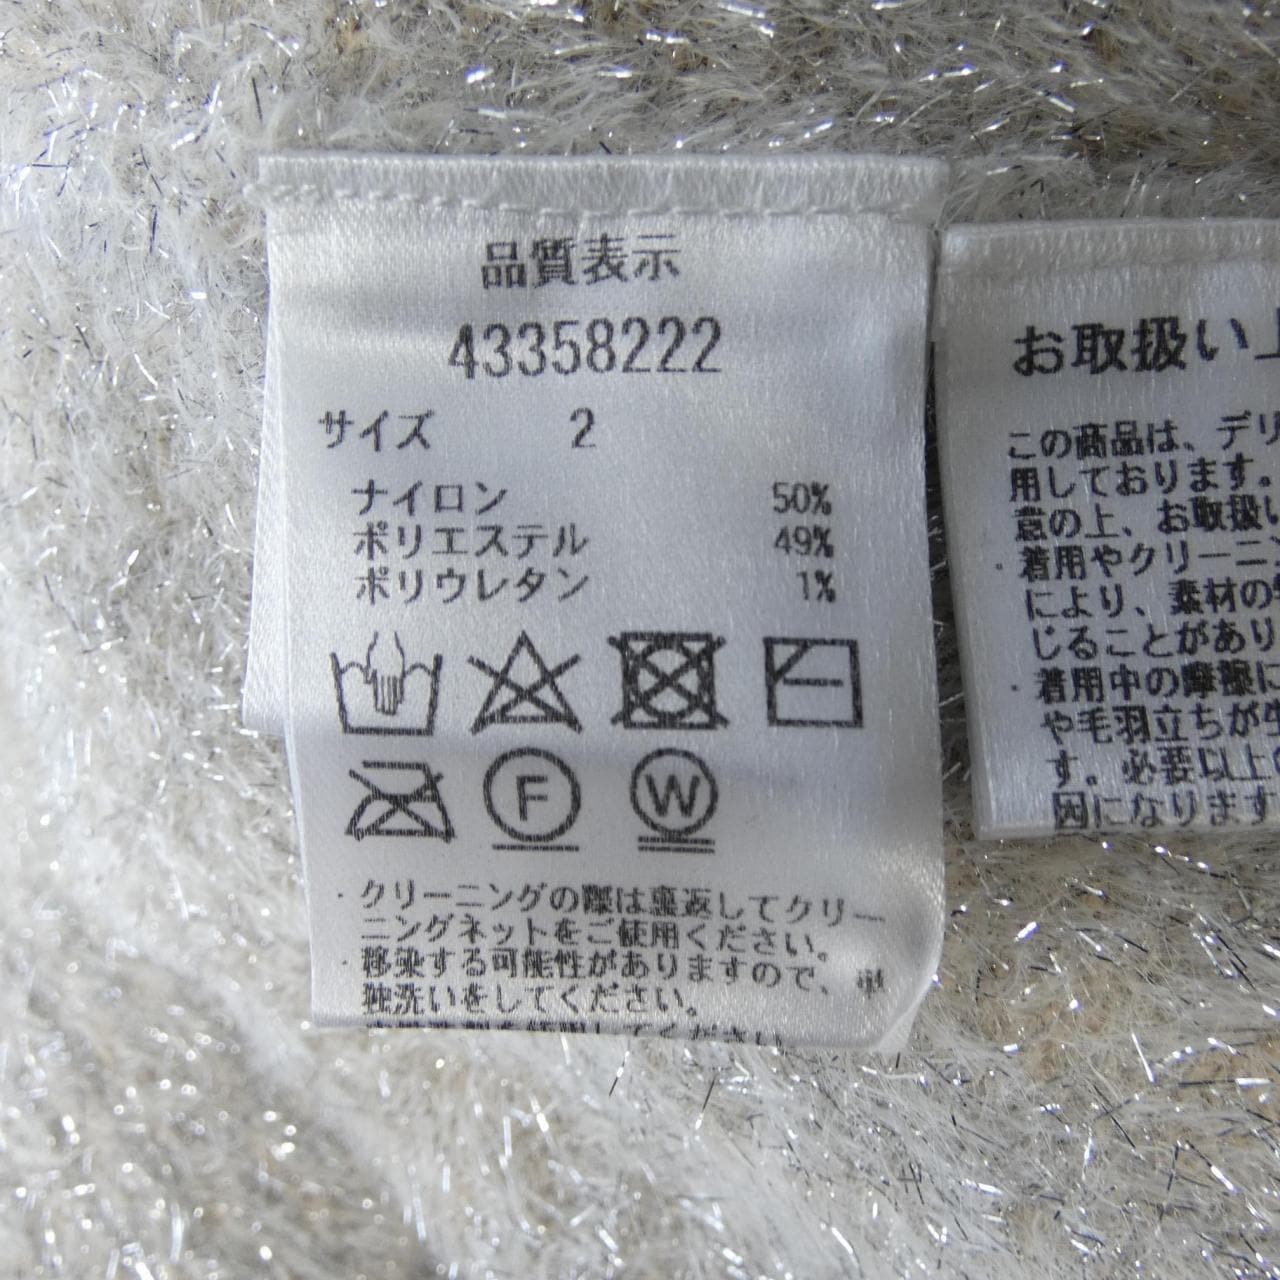 品質表示
43358222
サイズ 2
ナイロン 50%
ポリエステル 49%
ポリウレタン 1%
F W
・クリーニングの際は裏返してクリー
ニングネットをご使用ください。
・移染する可能性がありますので、単
独洗いをしてください。
してください
お取扱い上
この商品は、デリ
用しております。
意の上、お取扱い
・着用やクリーニン
により、素材の
じることがあり
・着用中の摩擦に
や毛羽立ちが生
す。必要以上の
因になります